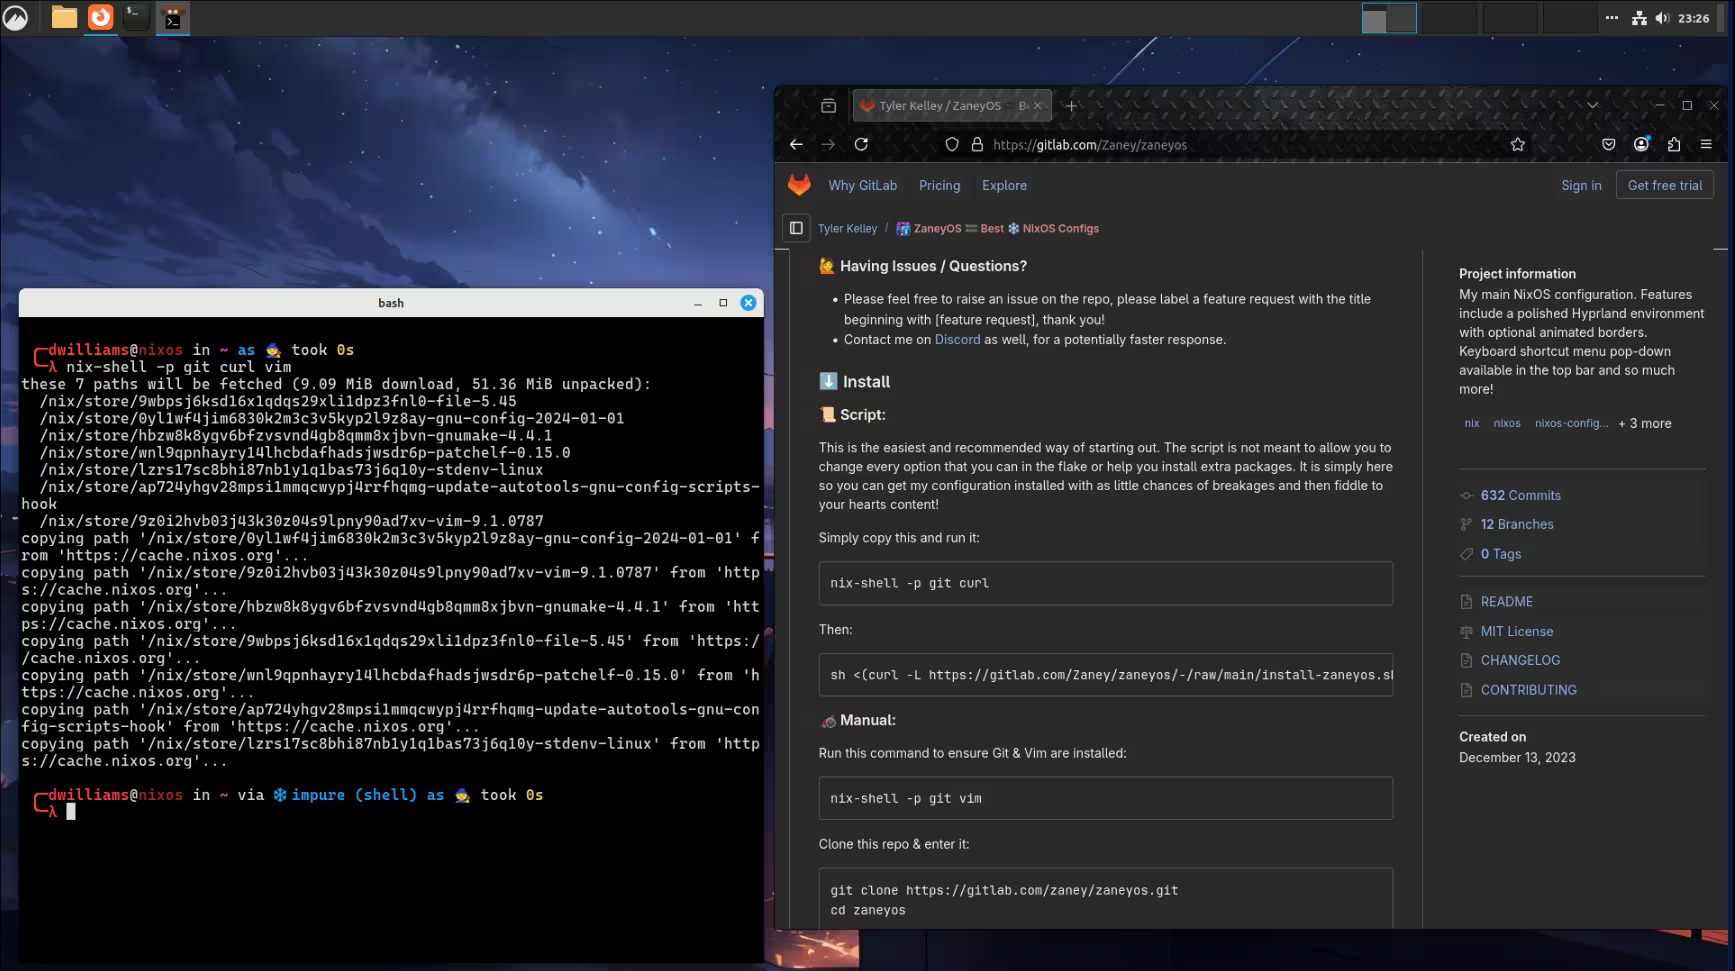 23:26
bash
dwilliams@nixos in ~ as 🧙 took 0s
λ nix-shell -p git curl vim
these 7 paths will be fetched (9.09 MiB download, 51.36 MiB unpacked):
/nix/store/9wbpsj6ksd16x1qdqs29xli1dpz3fnl0-file-5.45
/nix/store/0yl1wf4jim6830k2m3c3v5kyp2l9z8ay-gnu-config-2024-01-01
/nix/store/hbzw8k8ygv6bfzvsvnd4gb8qmm8xjbvn-gnumake-4.4.1
/nix/store/wnl9qpnhayry14lhcbdafhadsjwsdr6p-patchelf-0.15.0
/nix/store/lzrs17sc8bhi87nb1y1q1bas73j6q10y-stdenv-linux
/nix/store/ap724yhgv28mpsi1mmqcwypj4rrfhqmg-update-autotools-gnu-config-scripts-
hook
/nix/store/9z0i2hvb03j43k30z04s9lpny90ad7xv-vim-9.1.0787
copying path '/nix/store/0yl1wf4jim6830k2m3c3v5kyp2l9z8ay-gnu-config-2024-01-01' f
rom 'https://cache.nixos.org'...
copying path '/nix/store/9z0i2hvb03j43k30z04s9lpny90ad7xv-vim-9.1.0787' from 'http
s://cache.nixos.org'...
copying path '/nix/store/hbzw8k8ygv6bfzvsvnd4gb8qmm8xjbvn-gnumake-4.4.1' from 'htt
ps://cache.nixos.org'...
copying path '/nix/store/9wbpsj6ksd16x1qdqs29xli1dpz3fnl0-file-5.45' from 'https:/
/cache.nixos.org'...
copying path '/nix/store/wnl9qpnhayry14lhcbdafhadsjwsdr6p-patchelf-0.15.0' from 'h
ttps://cache.nixos.org'...
copying path '/nix/store/ap724yhgv28mpsi1mmqcwypj4rrfhqmg-update-autotools-gnu-con
fig-scripts-hook' from 'https://cache.nixos.org'...
copying path '/nix/store/lzrs17sc8bhi87nb1y1q1bas73j6q10y-stdenv-linux' from 'http
s://cache.nixos.org'...
dwilliams@nixos in ~ via ❄️ impure (shell) as 🧙 took 0s
λ
Tyler Kelley / ZaneyOS
https://gitlab.com/Zaney/zaneyos
Why GitLab Pricing Explore
Sign in Get free trial
Tyler Kelley / ZaneyOS 🟰 Best ❄️ NixOS Configs
🙋 Having Issues / Questions?
• Please feel free to raise an issue on the repo, please label a feature request with the title
beginning with [feature request], thank you!
• Contact me on Discord as well, for a potentially faster response.
⬇️ Install
📜 Script:
This is the easiest and recommended way of starting out. The script is not meant to allow you to
change every option that you can in the flake or help you install extra packages. It is simply here
so you can get my configuration installed with as little chances of breakages and then fiddle to
your hearts content!
Simply copy this and run it:
nix-shell -p git curl
Then:
sh <(curl -L https://gitlab.com/Zaney/zaneyos/-/raw/main/install-zaneyos.sh
🦽 Manual:
Run this command to ensure Git & Vim are installed:
nix-shell -p git vim
Clone this repo & enter it:
git clone https://gitlab.com/zaney/zaneyos.git
cd zaneyos
Project information
My main NixOS configuration. Features
include a polished Hyprland environment
with optional animated borders.
Keyboard shortcut menu pop-down
available in the top bar and so much
more!
nix nixos nixos-config... + 3 more
632 Commits
12 Branches
0 Tags
README
MIT License
CHANGELOG
CONTRIBUTING
Created on
December 13, 2023